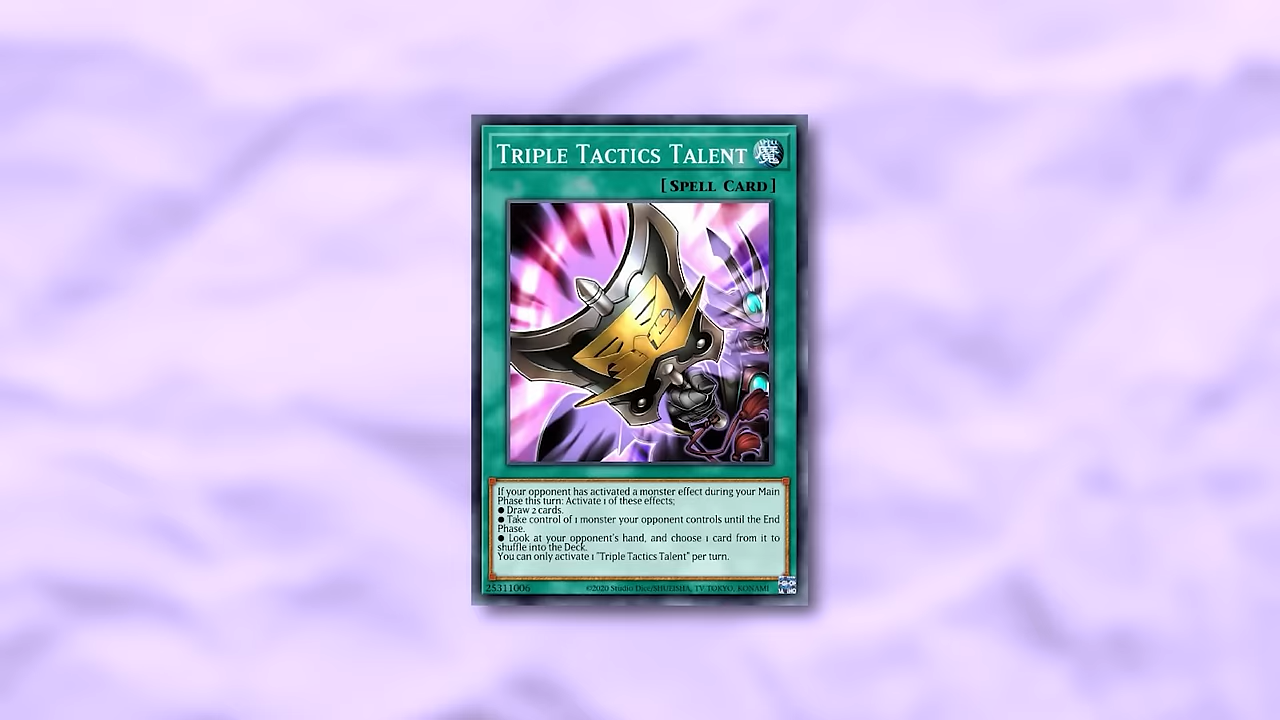 TRIPLE TACTICS TALENT
[SPELL CARD]
If your opponent has activated a monster effect during your Main
Phase this turn: Activate 1 of these effects;
● Draw 2 cards.
● Take control of 1 monster your opponent controls until the End
Phase.
● Look at your opponent's hand, and choose 1 card from it to
shuffle into the Deck.
You can only activate 1 "Triple Tactics Talent" per turn.
25311006 ©2020 Studio Dice/SHUEISHA, TV TOKYO, KONAMI